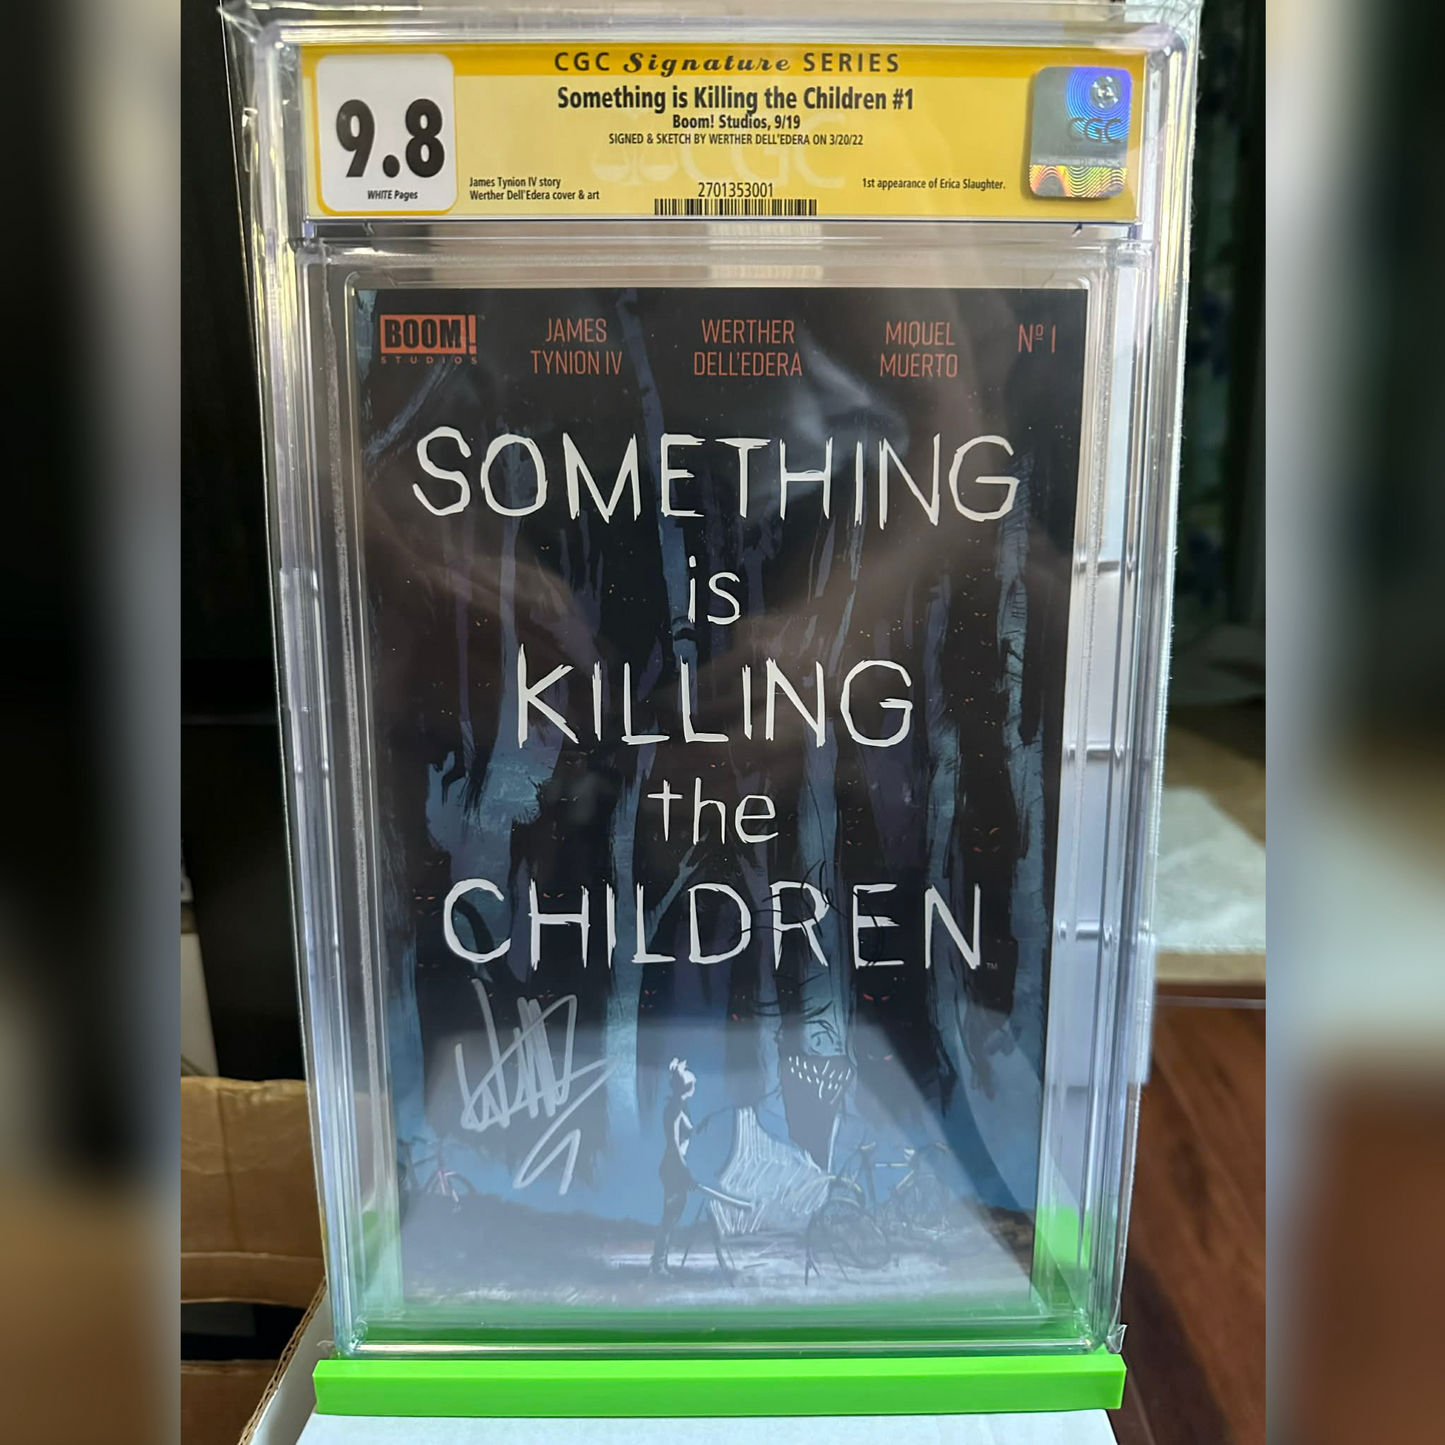 CGC Signature SERIES
Something is Killing the Children #1
Boom! Studios, 9/19
SIGNED & SKETCH BY WERTHER DELL'EDERA ON 3/20/22
9.8
WHITE Pages
James Tynion IV story
Werther Dell'Edera cover & art
2701353001
1st appearance of Erica Slaughter.
CGC
BOOM!
STUDIOS
JAMES
TYNION IV
WERTHER
DELL'EDERA
MIQUEL
MUERTO
Nº 1
SOMETHING
is
KILLING
the
CHILDREN
TM